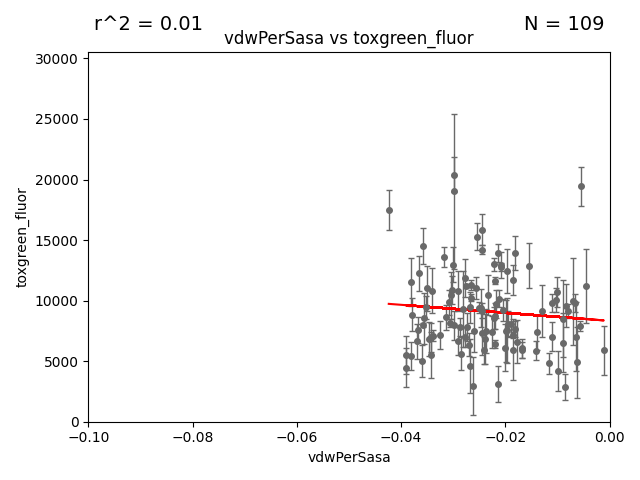 r^2 = 0.01
N = 109
vdwPerSasa vs toxgreen_fluor
30000
25000
20000
15000
10000
5000
0
toxgreen_fluor
−0.10
−0.08
−0.06
−0.04
−0.02
0.00
vdwPerSasa